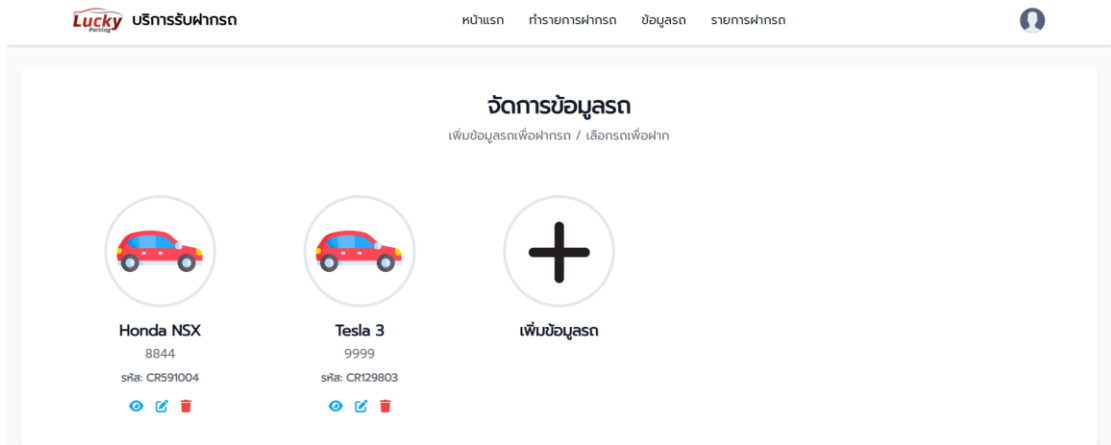 Lucky
Parking
บริการรับฝากรถ
หน้าแรก ทำรายการฝากรถ ข้อมูลรถ รายการฝากรถ
จัดการข้อมูลรถ
เพิ่มข้อมูลรถเพื่อฝากรถ / เลือกรถเพื่อฝาก
Honda NSX
8844
รหัส: CR591004
Tesla 3
9999
รหัส: CR129803
เพิ่มข้อมูลรถ